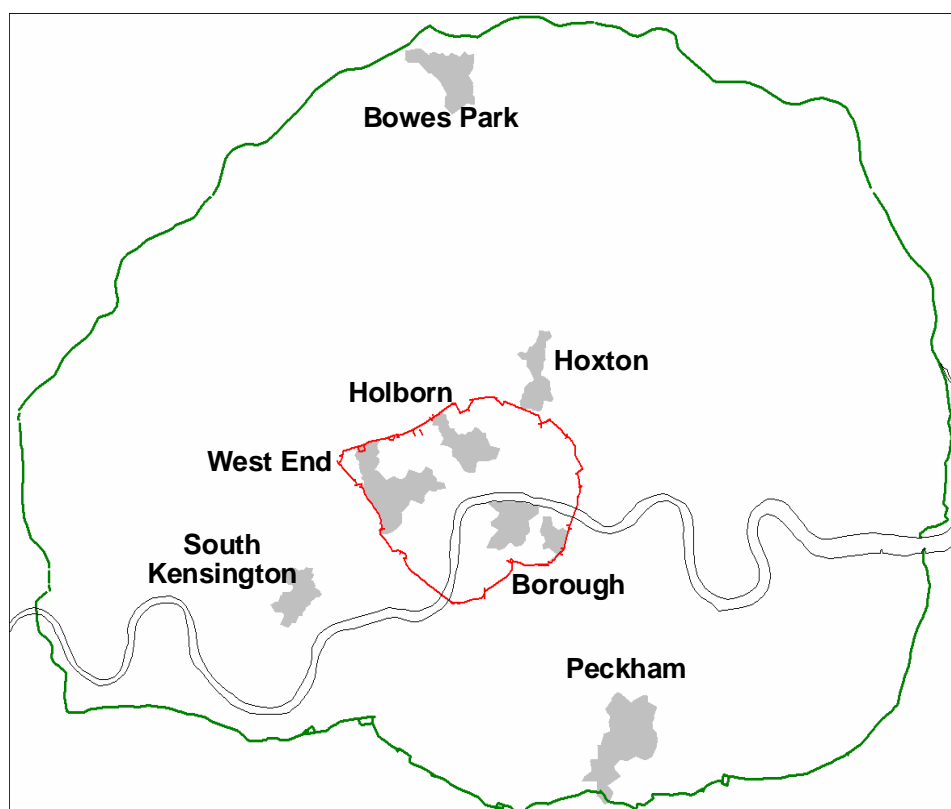 Bowes Park
Hoxton
Holborn
West End
South
Kensington
Borough
Peckham